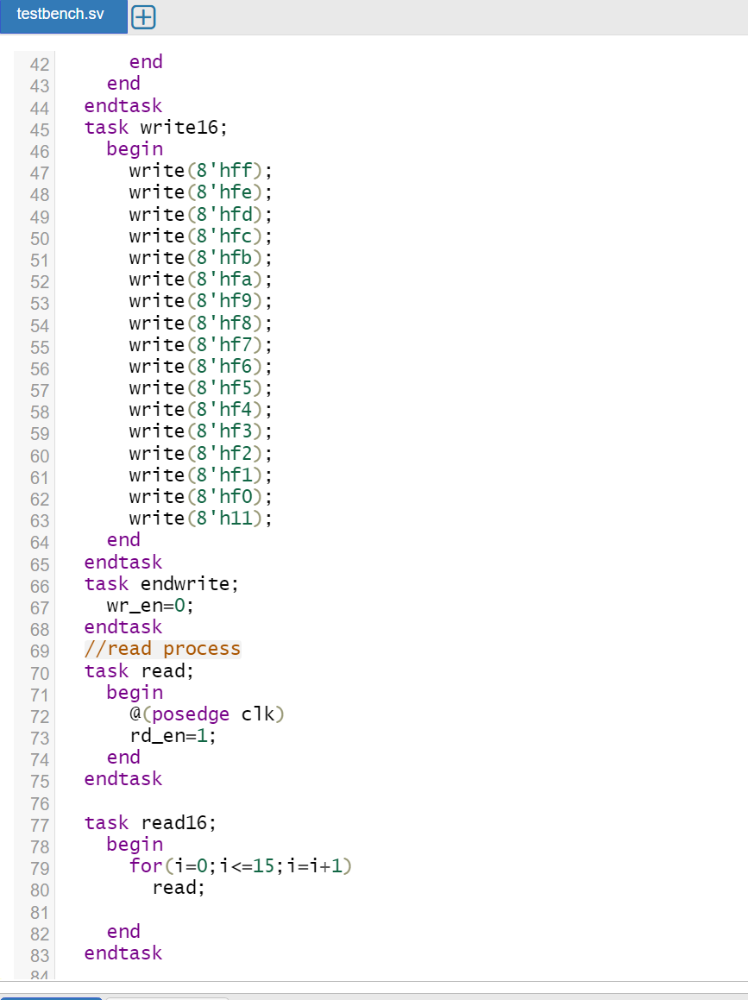 testbench.sv
42 end
43 end
44 endtask
45 task write16;
46 begin
47 write(8'hff);
48 write(8'hfe);
49 write(8'hfd);
50 write(8'hfc);
51 write(8'hfb);
52 write(8'hfa);
53 write(8'hf9);
54 write(8'hf8);
55 write(8'hf7);
56 write(8'hf6);
57 write(8'hf5);
58 write(8'hf4);
59 write(8'hf3);
60 write(8'hf2);
61 write(8'hf1);
62 write(8'hf0);
63 write(8'h11);
64 end
65 endtask
66 task endwrite;
67 wr_en=0;
68 endtask
69 //read process
70 task read;
71 begin
72 @(posedge clk)
73 rd_en=1;
74 end
75 endtask
76
77 task read16;
78 begin
79 for(i=0;i<=15;i=i+1)
80 read;
81
82 end
83 endtask
84